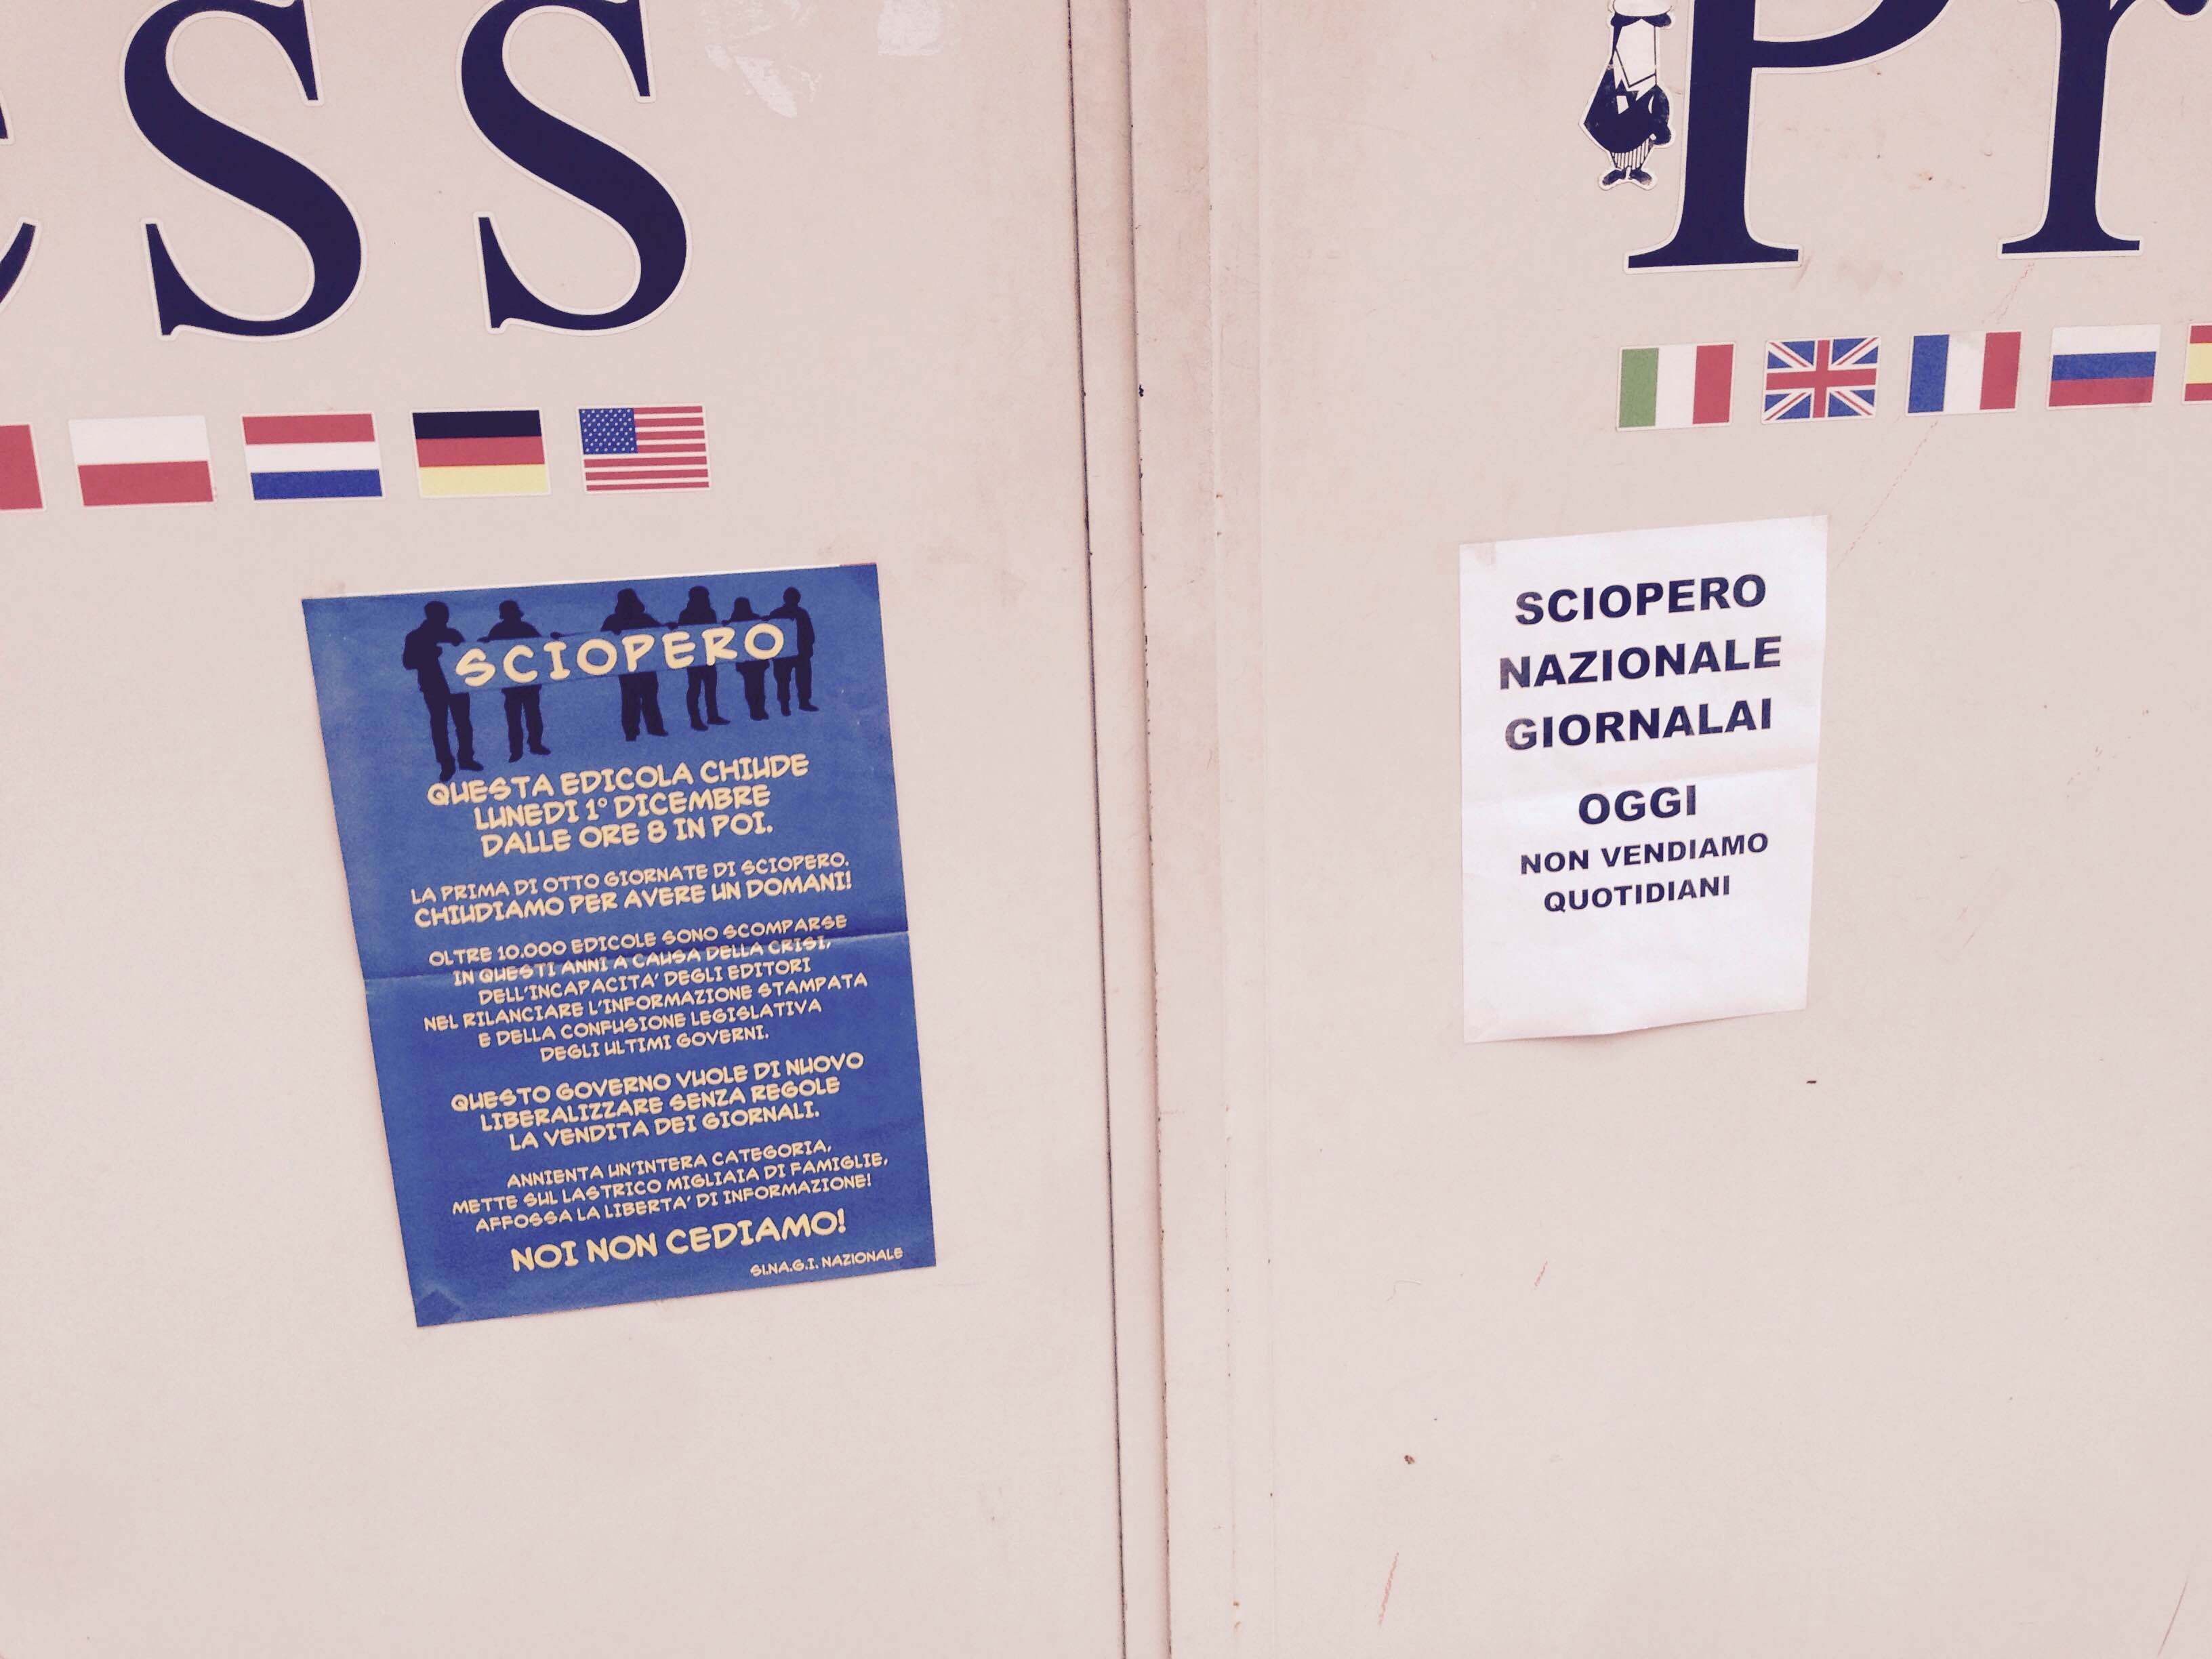 ess
Pr
SCIOPERO
QUESTA EDICOLA CHIUDE
LUNEDI 1° DICEMBRE
DALLE ORE 8 IN POI.
LA PRIMA DI OTTO GIORNATE DI SCIOPERO.
CHIUDIAMO PER AVERE UN DOMANI!
OLTRE 10.000 EDICOLE SONO SCOMPARSE
IN QUESTI ANNI A CAUSA DELLA CRISI,
DELL'INCAPACITA' DEGLI EDITORI
NEL RILANCIARE L'INFORMAZIONE STAMPATA
E DELLA CONFUSIONE LEGISLATIVA
DEGLI ULTIMI GOVERNI.
QUESTO GOVERNO VUOLE DI NUOVO
LIBERALIZZARE SENZA REGOLE
LA VENDITA DEI GIORNALI.
ANNIENTA UN'INTERA CATEGORIA,
METTE SUL LASTRICO MIGLIAIA DI FAMIGLIE,
AFFOSSA LA LIBERTA' DI INFORMAZIONE!
NOI NON CEDIAMO!
SI.NA.G.I. NAZIONALE
SCIOPERO
NAZIONALE
GIORNALAI
OGGI
NON VENDIAMO
QUOTIDIANI